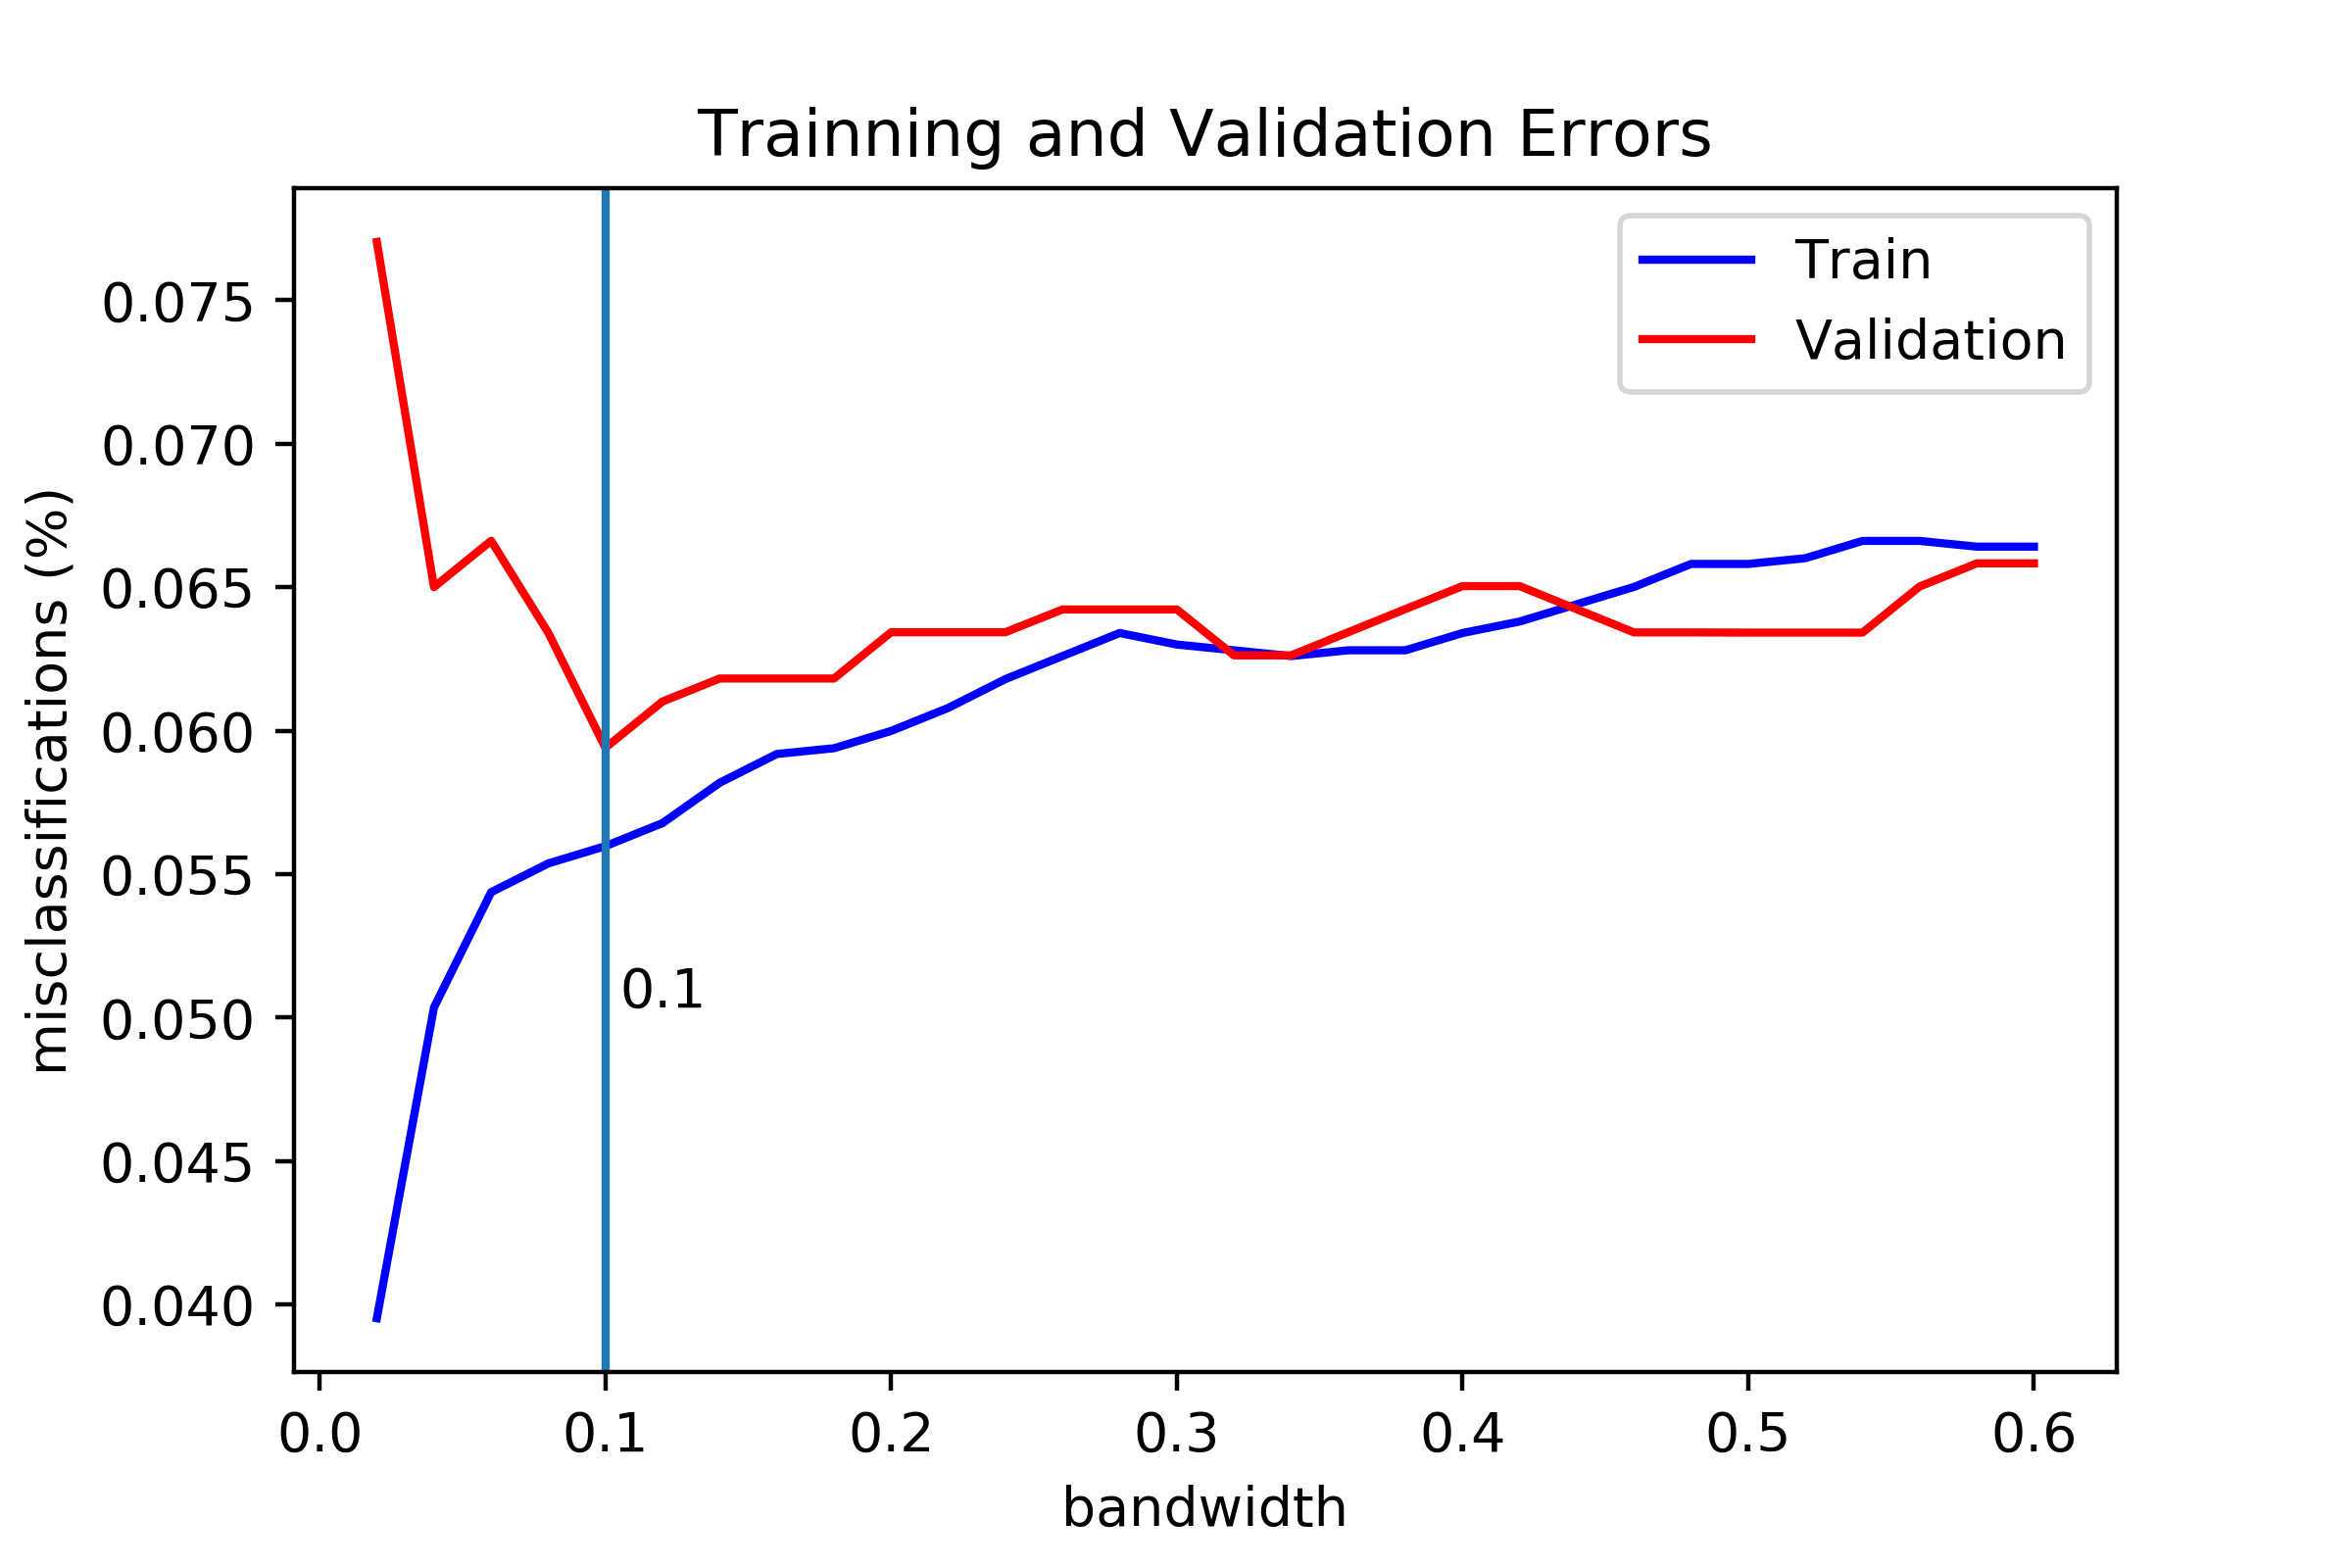 Trainning and Validation Errors
Train
Validation
misclassifications (%)
0.075
0.070
0.065
0.060
0.055
0.050
0.045
0.040
0.1
0.0 0.1 0.2 0.3 0.4 0.5 0.6
bandwidth